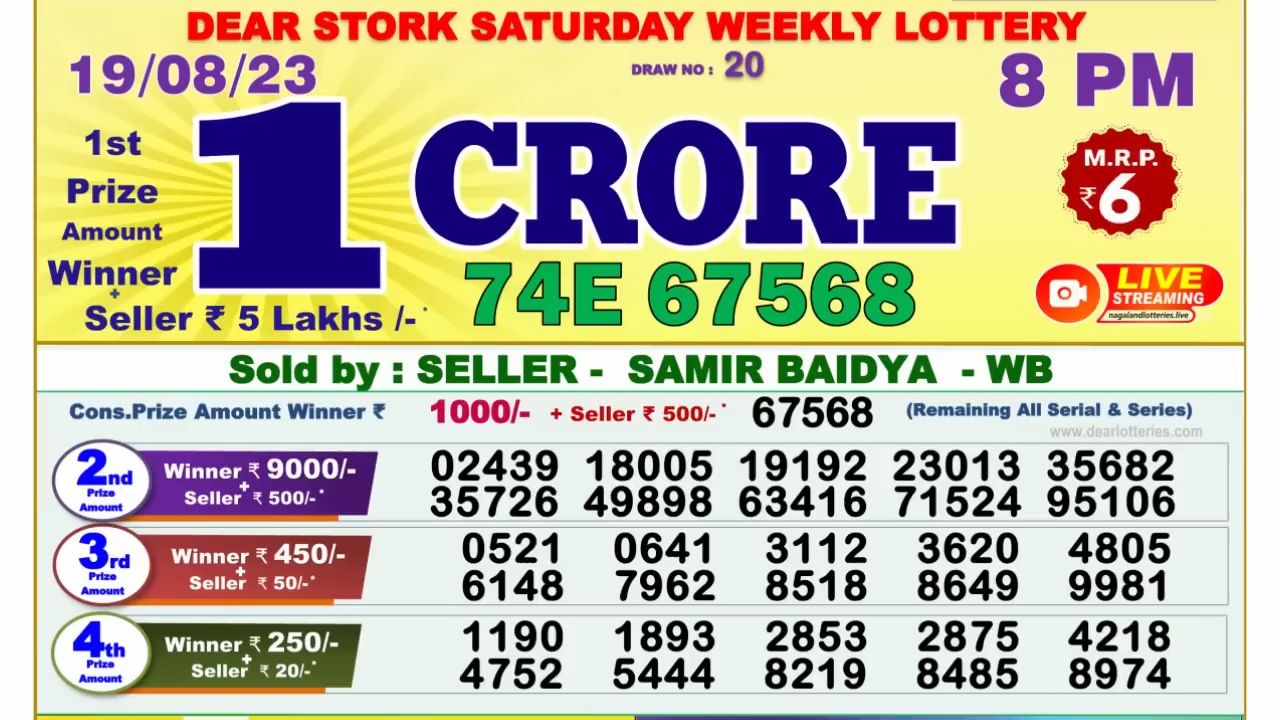 DEAR STORK SATURDAY WEEKLY LOTTERY
19/08/23
DRAW NO : 20
8 PM
1st
Prize
Amount
Winner
+
Seller ₹ 5 Lakhs /-*
1 CRORE
74E 67568
M.R.P.
₹ 6
LIVE
STREAMING
nagalandlotteries.live
Sold by : SELLER - SAMIR BAIDYA - WB
Cons.Prize Amount Winner ₹ 1000/- + Seller ₹ 500/-* 67568 (Remaining All Serial & Series)
www.dearlotteries.com
2nd
Prize
Amount
Winner ₹ 9000/-
+
Seller ₹ 500/-*
02439 18005 19192 23013 35682
35726 49898 63416 71524 95106
3rd
Prize
Amount
Winner ₹ 450/-
+
Seller ₹ 50/-*
0521 0641 3112 3620 4805
6148 7962 8518 8649 9981
4th
Prize
Amount
Winner ₹ 250/-
+
Seller ₹ 20/-*
1190 1893 2853 2875 4218
4752 5444 8219 8485 8974